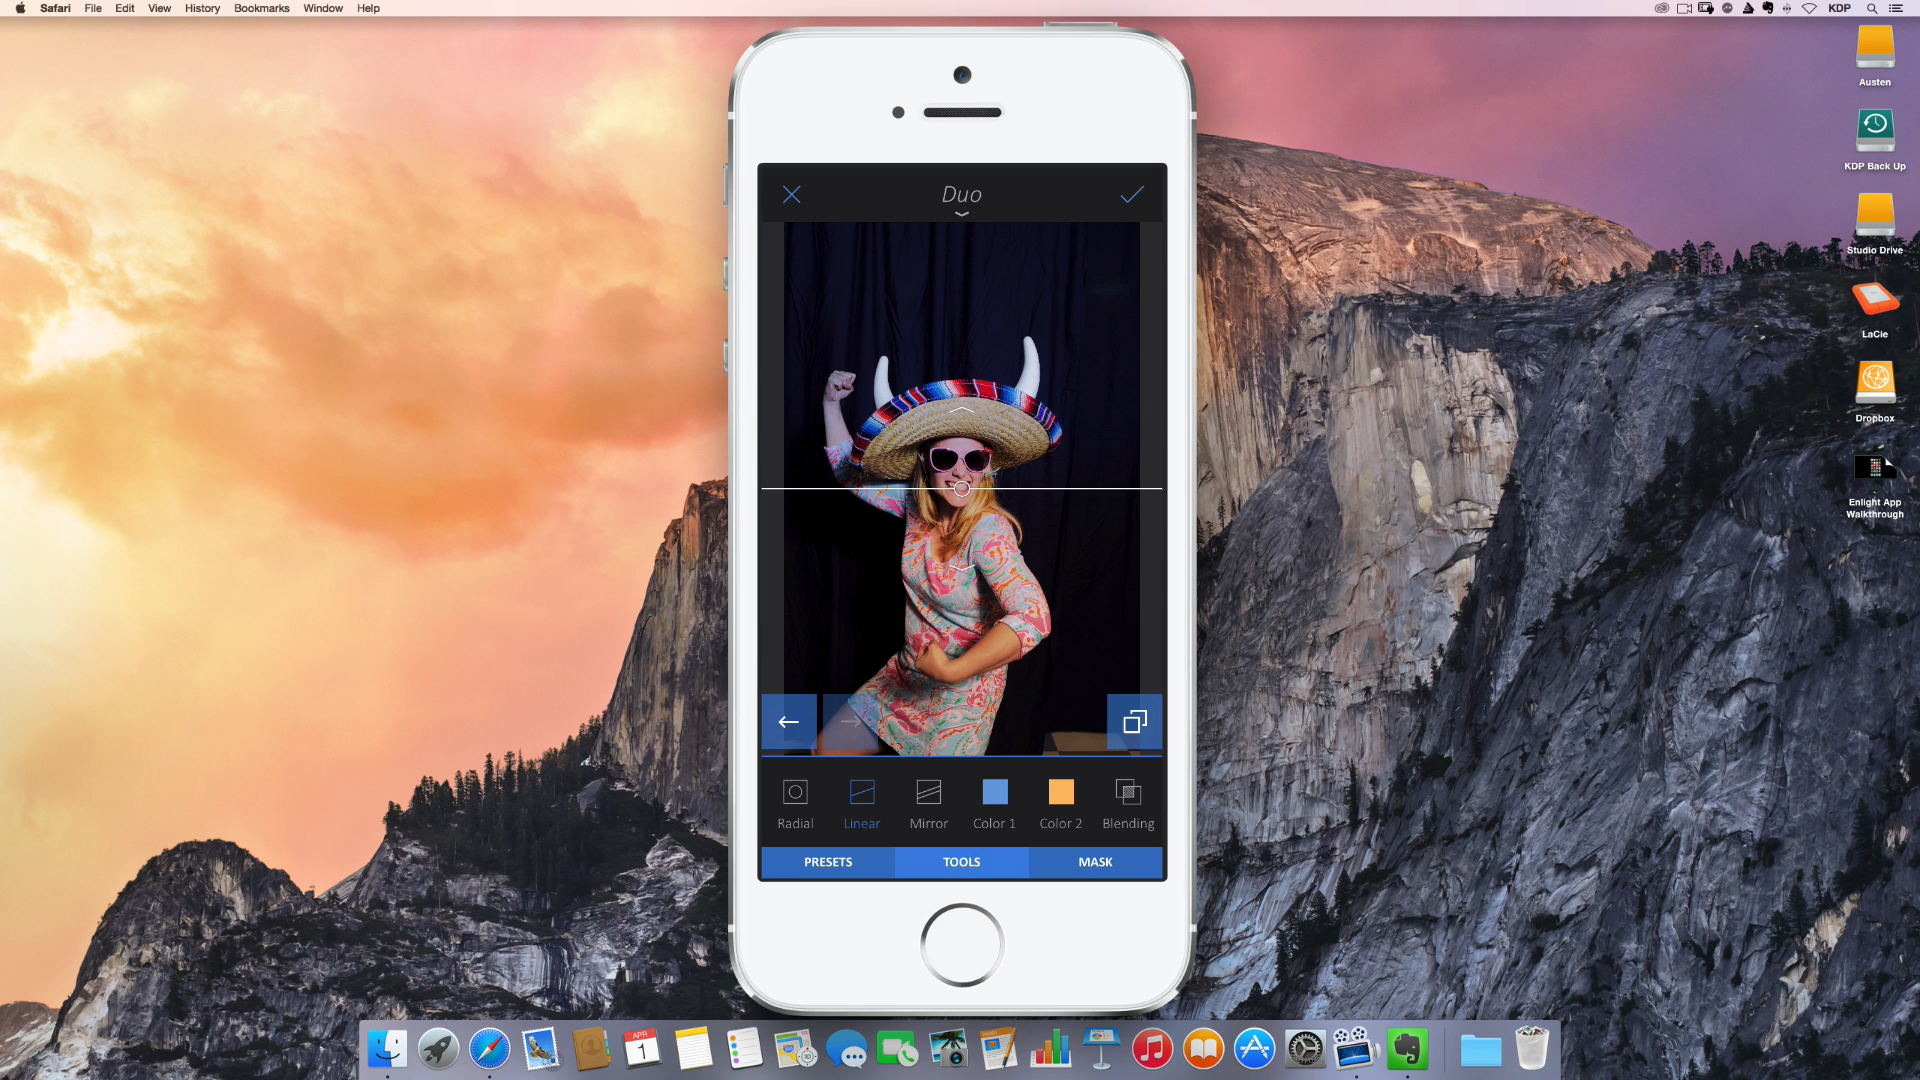 Safari File Edit View History Bookmarks Window Help KDP
Austen
KDP Back Up
Studio Drive
LaCie
Dropbox
Enlight App
Walkthrough
Duo
Radial Linear Mirror Color 1 Color 2 Blending
PRESETS TOOLS MASK
APR
1